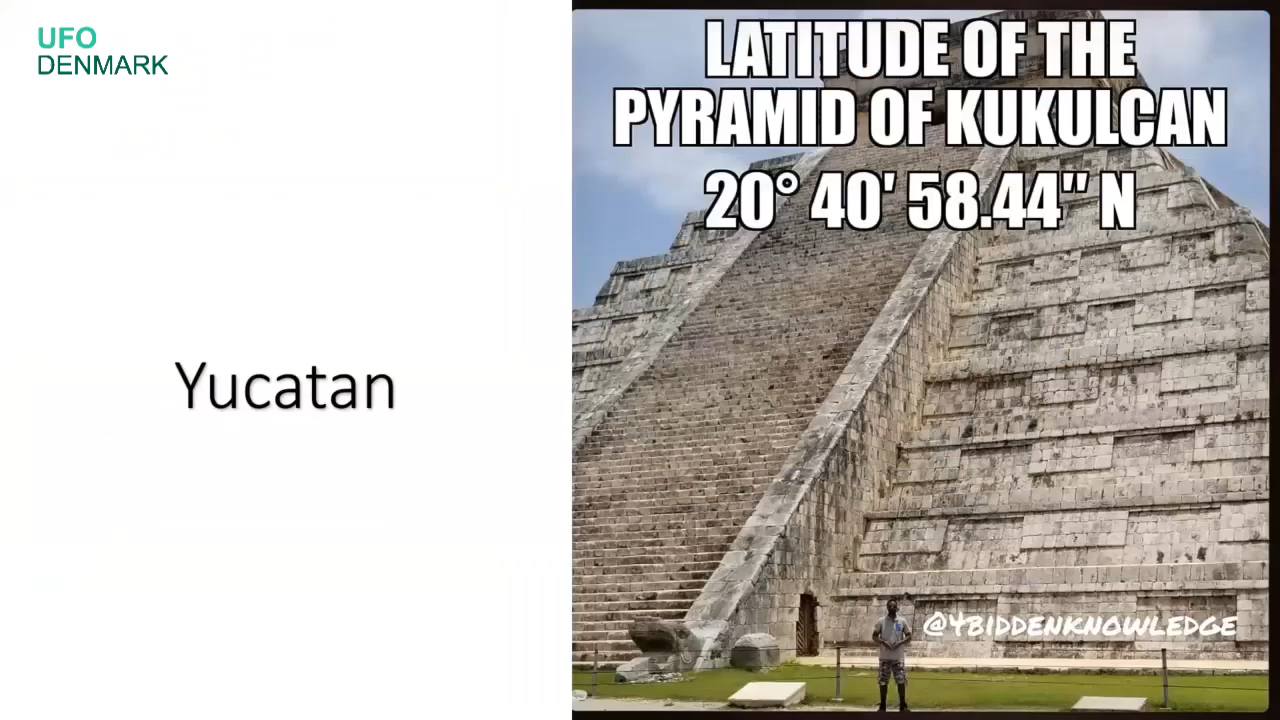 UFO
DENMARK
Yucatan
LATITUDE OF THE
PYRAMID OF KUKULCAN
20° 40' 58.44" N
@4BIDDENKNOWLEDGE